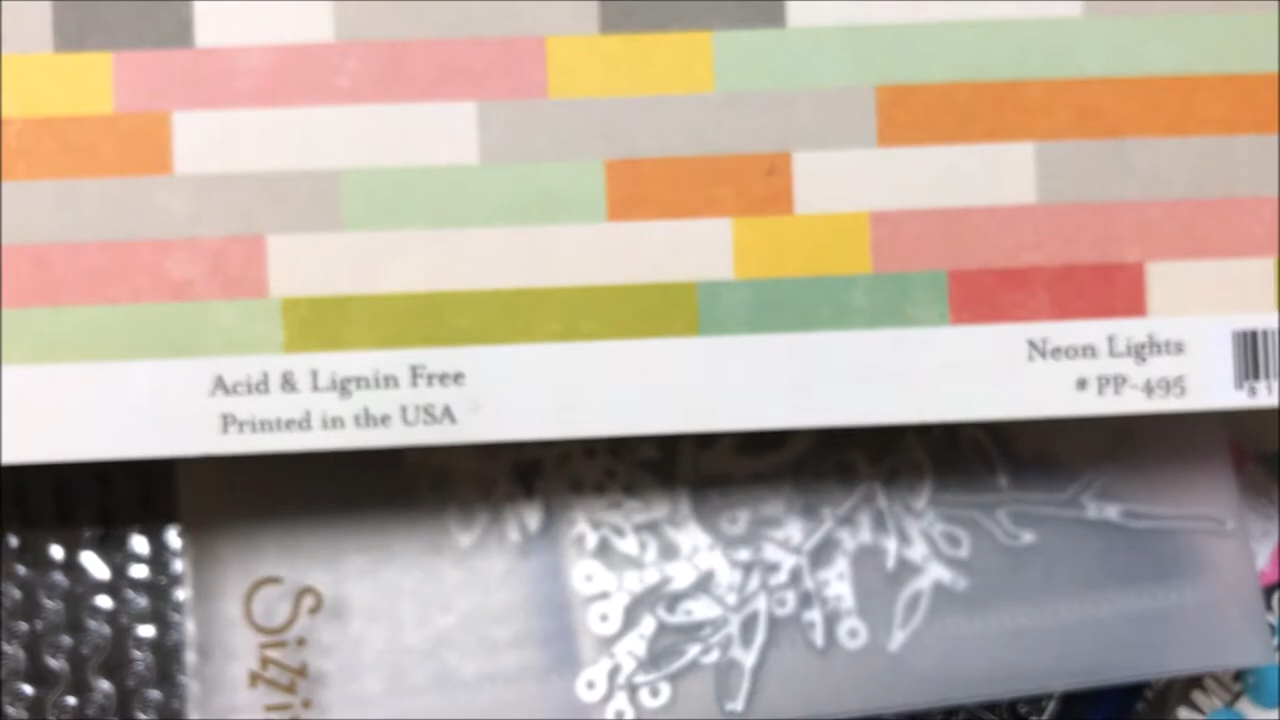 Acid & Lignin Free
Printed in the USA
Neon Lights
# PP-495